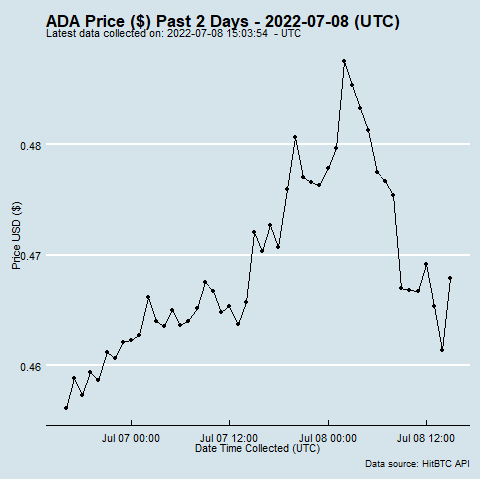 ADA Price ($) Past 2 Days - 2022-07-08 (UTC)
Latest data collected on: 2022-07-08 15:03:54 - UTC
0.48
0.47
0.46
Price USD ($)
Jul 07 00:00 Jul 07 12:00 Jul 08 00:00 Jul 08 12:00
Date Time Collected (UTC)
Data source: HitBTC API